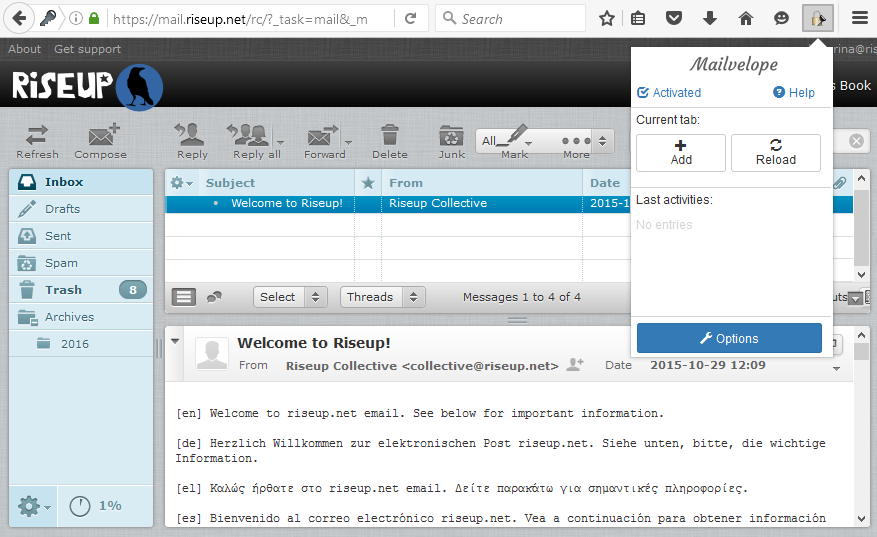 https://mail.riseup.net/rc/?_task=mail&_m
Search
About Get support
rina@ris
RiSEUP
s Book
Mailvelope
Activated Help
Current tab:
Add Reload
Last activities:
No entries
Options
Refresh Compose Reply Reply all Forward Delete Junk Mark More
All
Inbox
Drafts
Sent
Spam
Trash 8
Archives
2016
1%
Subject From Date
Welcome to Riseup! Riseup Collective 2015-1
Select Threads Messages 1 to 4 of 4
uts
Welcome to Riseup!
From Riseup Collective <collective@riseup.net> Date 2015-10-29 12:09
[en] Welcome to riseup.net email. See below for important information.
[de] Herzlich Willkommen zur elektronischen Post riseup.net. Siehe unten, bitte, die wichtige
Information.
[el] Καλώς ήρθατε στο riseup.net email. Δείτε παρακάτω για σημαντικές πληροφορίες.
[es] Bienvenido al correo electrónico riseup.net. Vea a continuación para obtener información